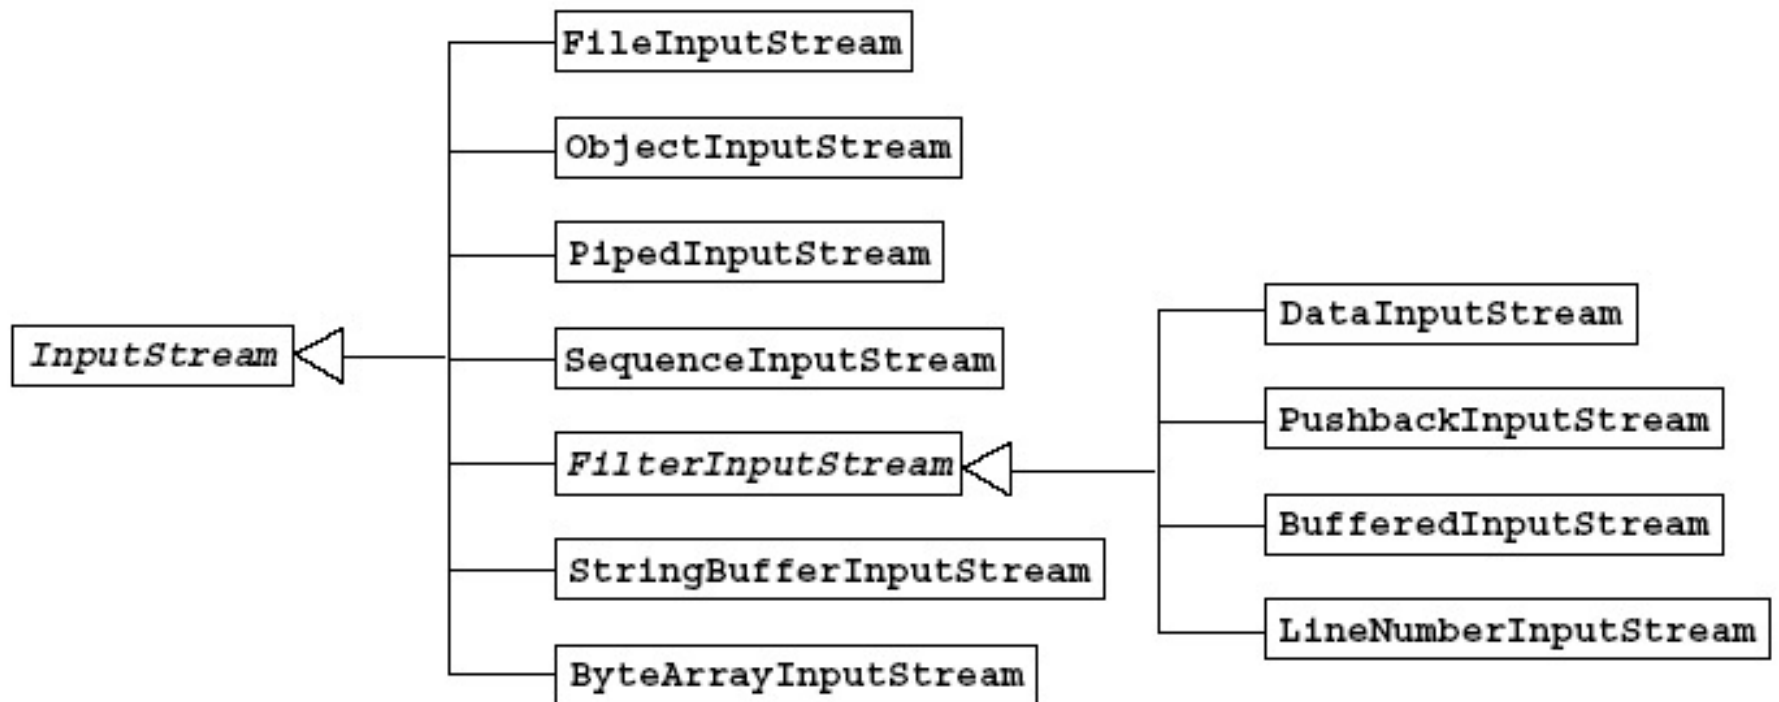 FileInputStream
ObjectInputStream
PipedInputStream
InputStream
SequenceInputStream
FilterInputStream
StringBufferInputStream
ByteArrayInputStream
DataInputStream
PushbackInputStream
BufferedInputStream
LineNumberInputStream